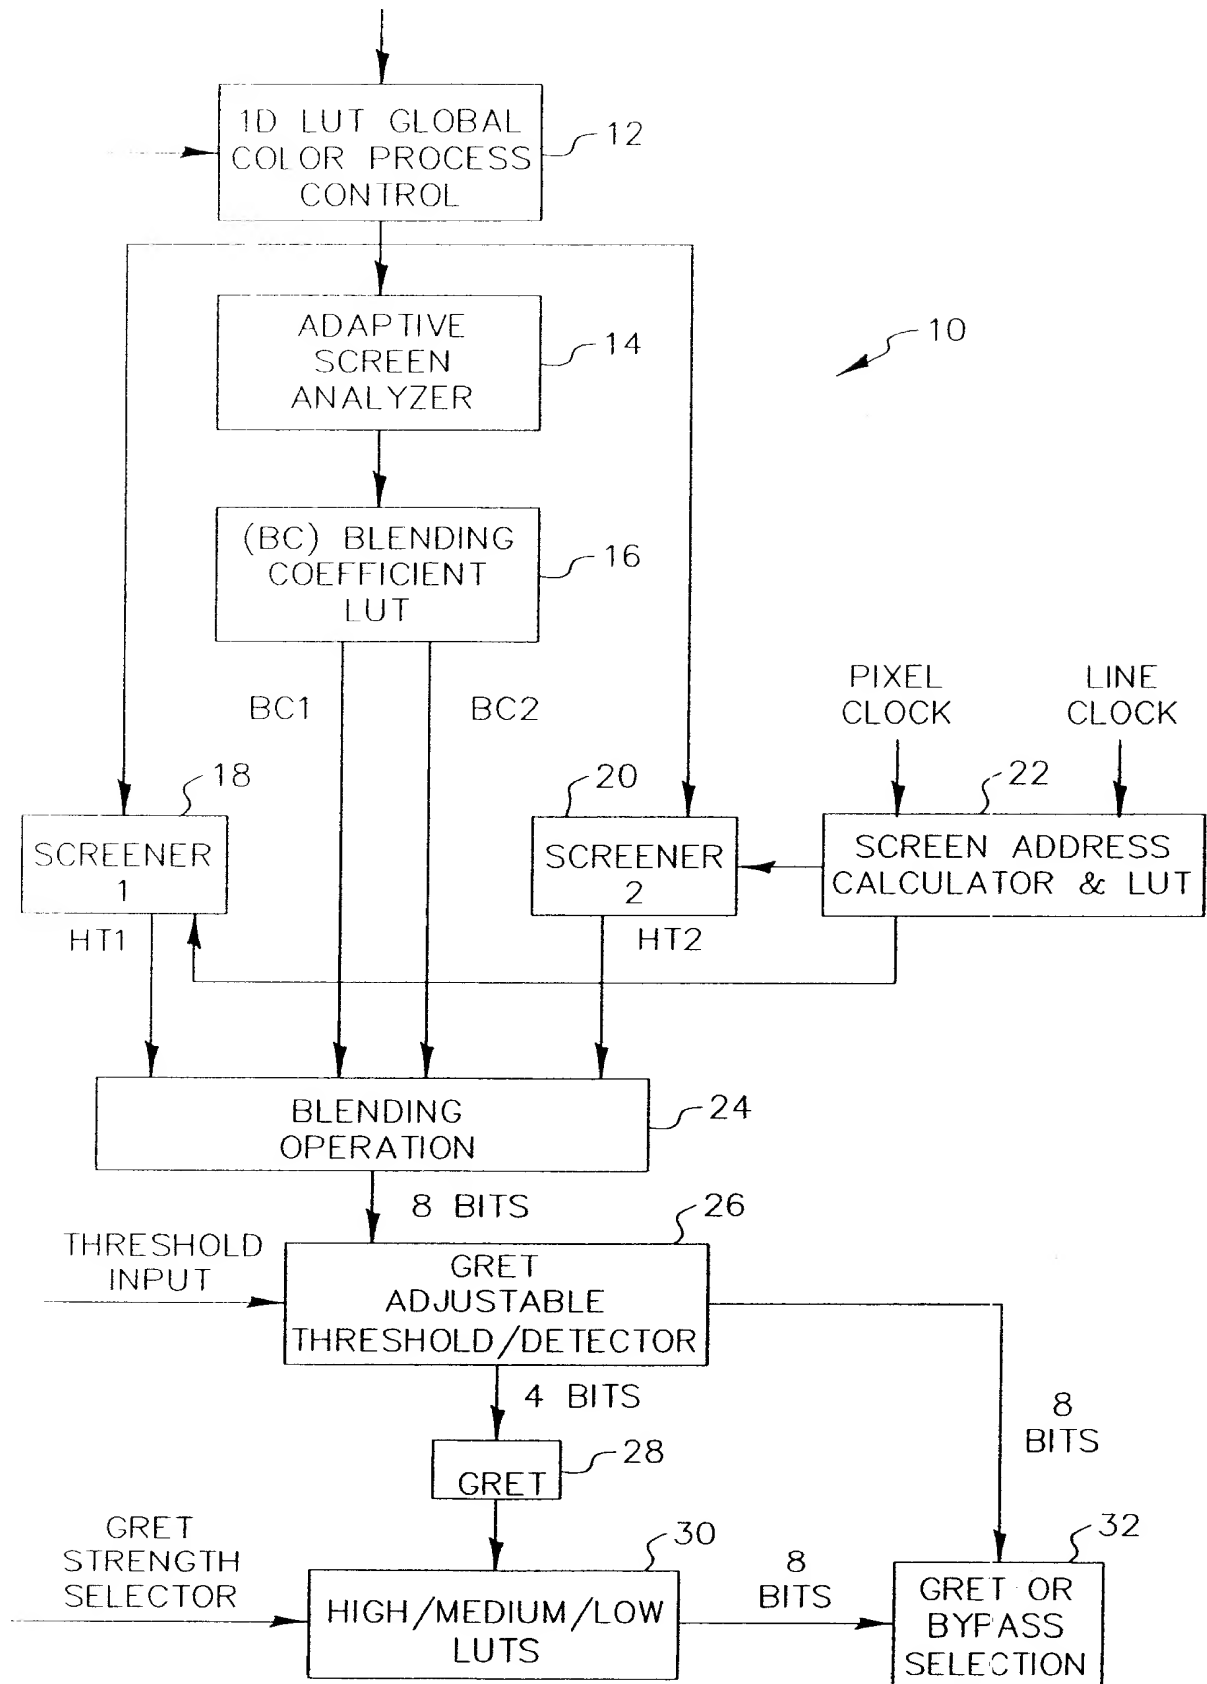 1D LUT GLOBAL
COLOR PROCESS
CONTROL
12
ADAPTIVE
SCREEN
ANALYZER
14
10
(BC) BLENDING
COEFFICIENT
LUT
16
BC1
BC2
PIXEL
CLOCK
LINE
CLOCK
18
20
22
SCREENER
1
SCREENER
2
SCREEN ADDRESS
CALCULATOR & LUT
HT1
HT2
BLENDING
OPERATION
24
8 BITS
26
THRESHOLD
INPUT
GRET
ADJUSTABLE
THRESHOLD/DETECTOR
4 BITS
8
BITS
GRET
28
GRET
STRENGTH
SELECTOR
30
HIGH/MEDIUM/LOW
LUTS
8
BITS
32
GRET OR
BYPASS
SELECTION